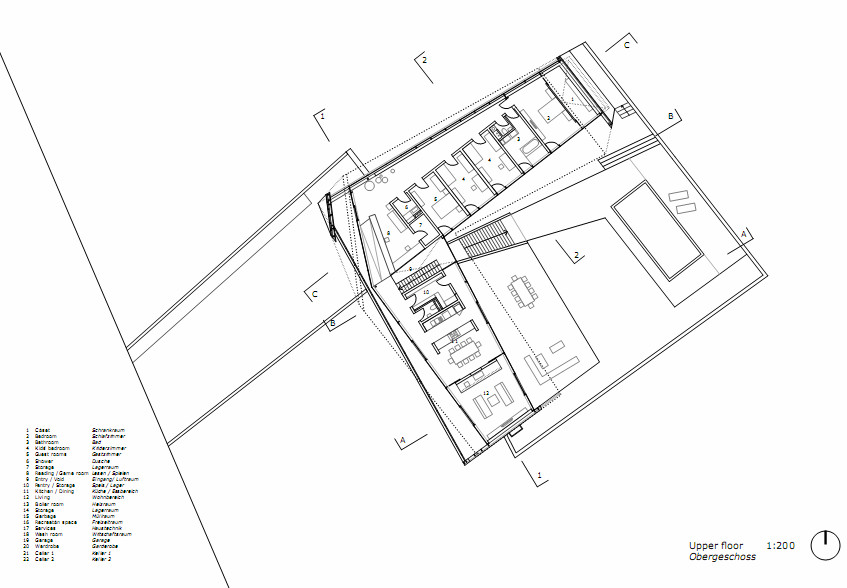 C
2
1
B
1
2
3
4
4
5
6
7
8
A
2
9
C
10
B
11
12
A
1
1 Closet Schrankraum
2 Bedroom Schlafzimmer
3 Bathroom Bad
4 Kids bedroom Kinderzimmer
5 Guest rooms Gastzimmer
6 Shower Dusche
7 Storage Lagerraum
8 Reading / Game room Lesen / Spielen
9 Entry / Void Eingang/ Luftraum
10 Pantry / Storage Speis / Lager
11 Kitchen / Dining Küche / Essbereich
12 Living Wohnbereich
13 Boiler room Heizraum
14 Storage Lagerraum
15 Garbage Müllraum
16 Recreation space Freizeitraum
17 Services Haustechnik
18 Wash room Wirtschaftsraum
19 Garage Garage
20 Wardrobe Garderobe
21 Cellar 1 Keller 1
22 Cellar 2 Keller 2
Upper floor 1:200
Obergeschoss